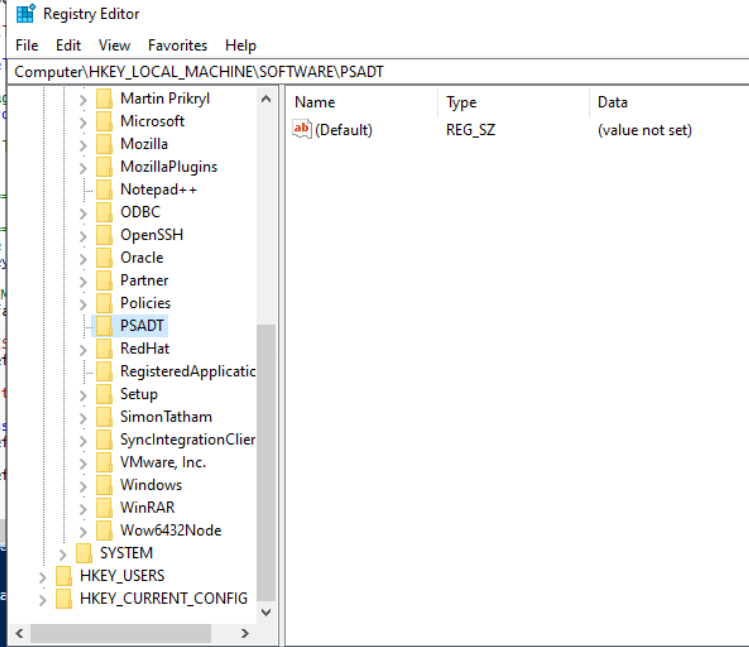 Registry Editor
File Edit View Favorites Help
Computer\HKEY_LOCAL_MACHINE\SOFTWARE\PSADT
Name Type Data
(Default) REG_SZ (value not set)
Martin Prikryl
Microsoft
Mozilla
MozillaPlugins
Notepad++
ODBC
OpenSSH
Oracle
Partner
Policies
PSADT
RedHat
RegisteredApplicatic
Setup
SimonTatham
SyncIntegrationClier
VMware, Inc.
Windows
WinRAR
Wow6432Node
SYSTEM
HKEY_USERS
HKEY_CURRENT_CONFIG